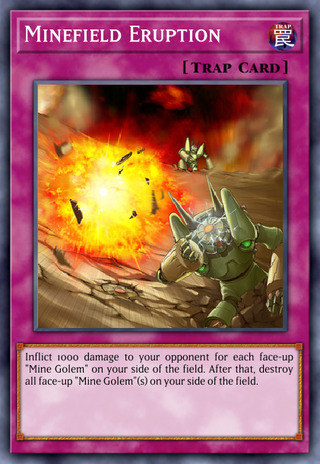 Minefield Eruption
TRAP
罠
[Trap Card]
Inflict 1000 damage to your opponent for each face-up
"Mine Golem" on your side of the field. After that, destroy
all face-up "Mine Golem"(s) on your side of the field.